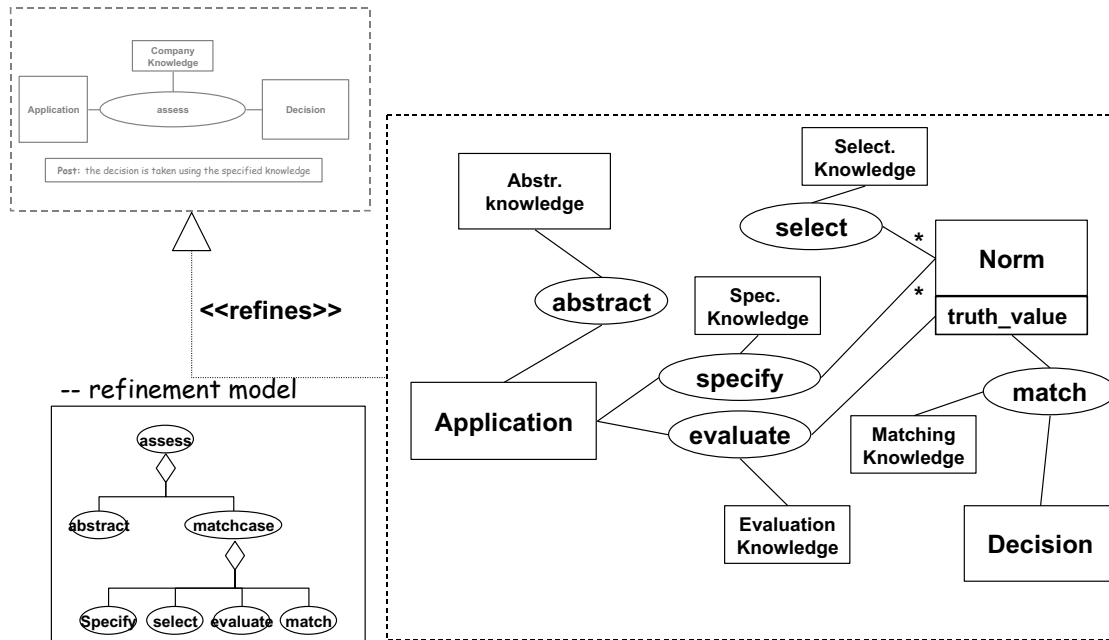 Company
Knowledge
Application
assess
Decision
Post: the decision is taken using the specified knowledge
<<refines>>
-- refinement model
assess
abstract
matchcase
Specify
select
evaluate
match
Abstr.
knowledge
Select.
Knowledge
select
*
Norm
*
truth_value
abstract
Spec.
Knowledge
specify
Application
evaluate
match
Matching
Knowledge
Evaluation
Knowledge
Decision